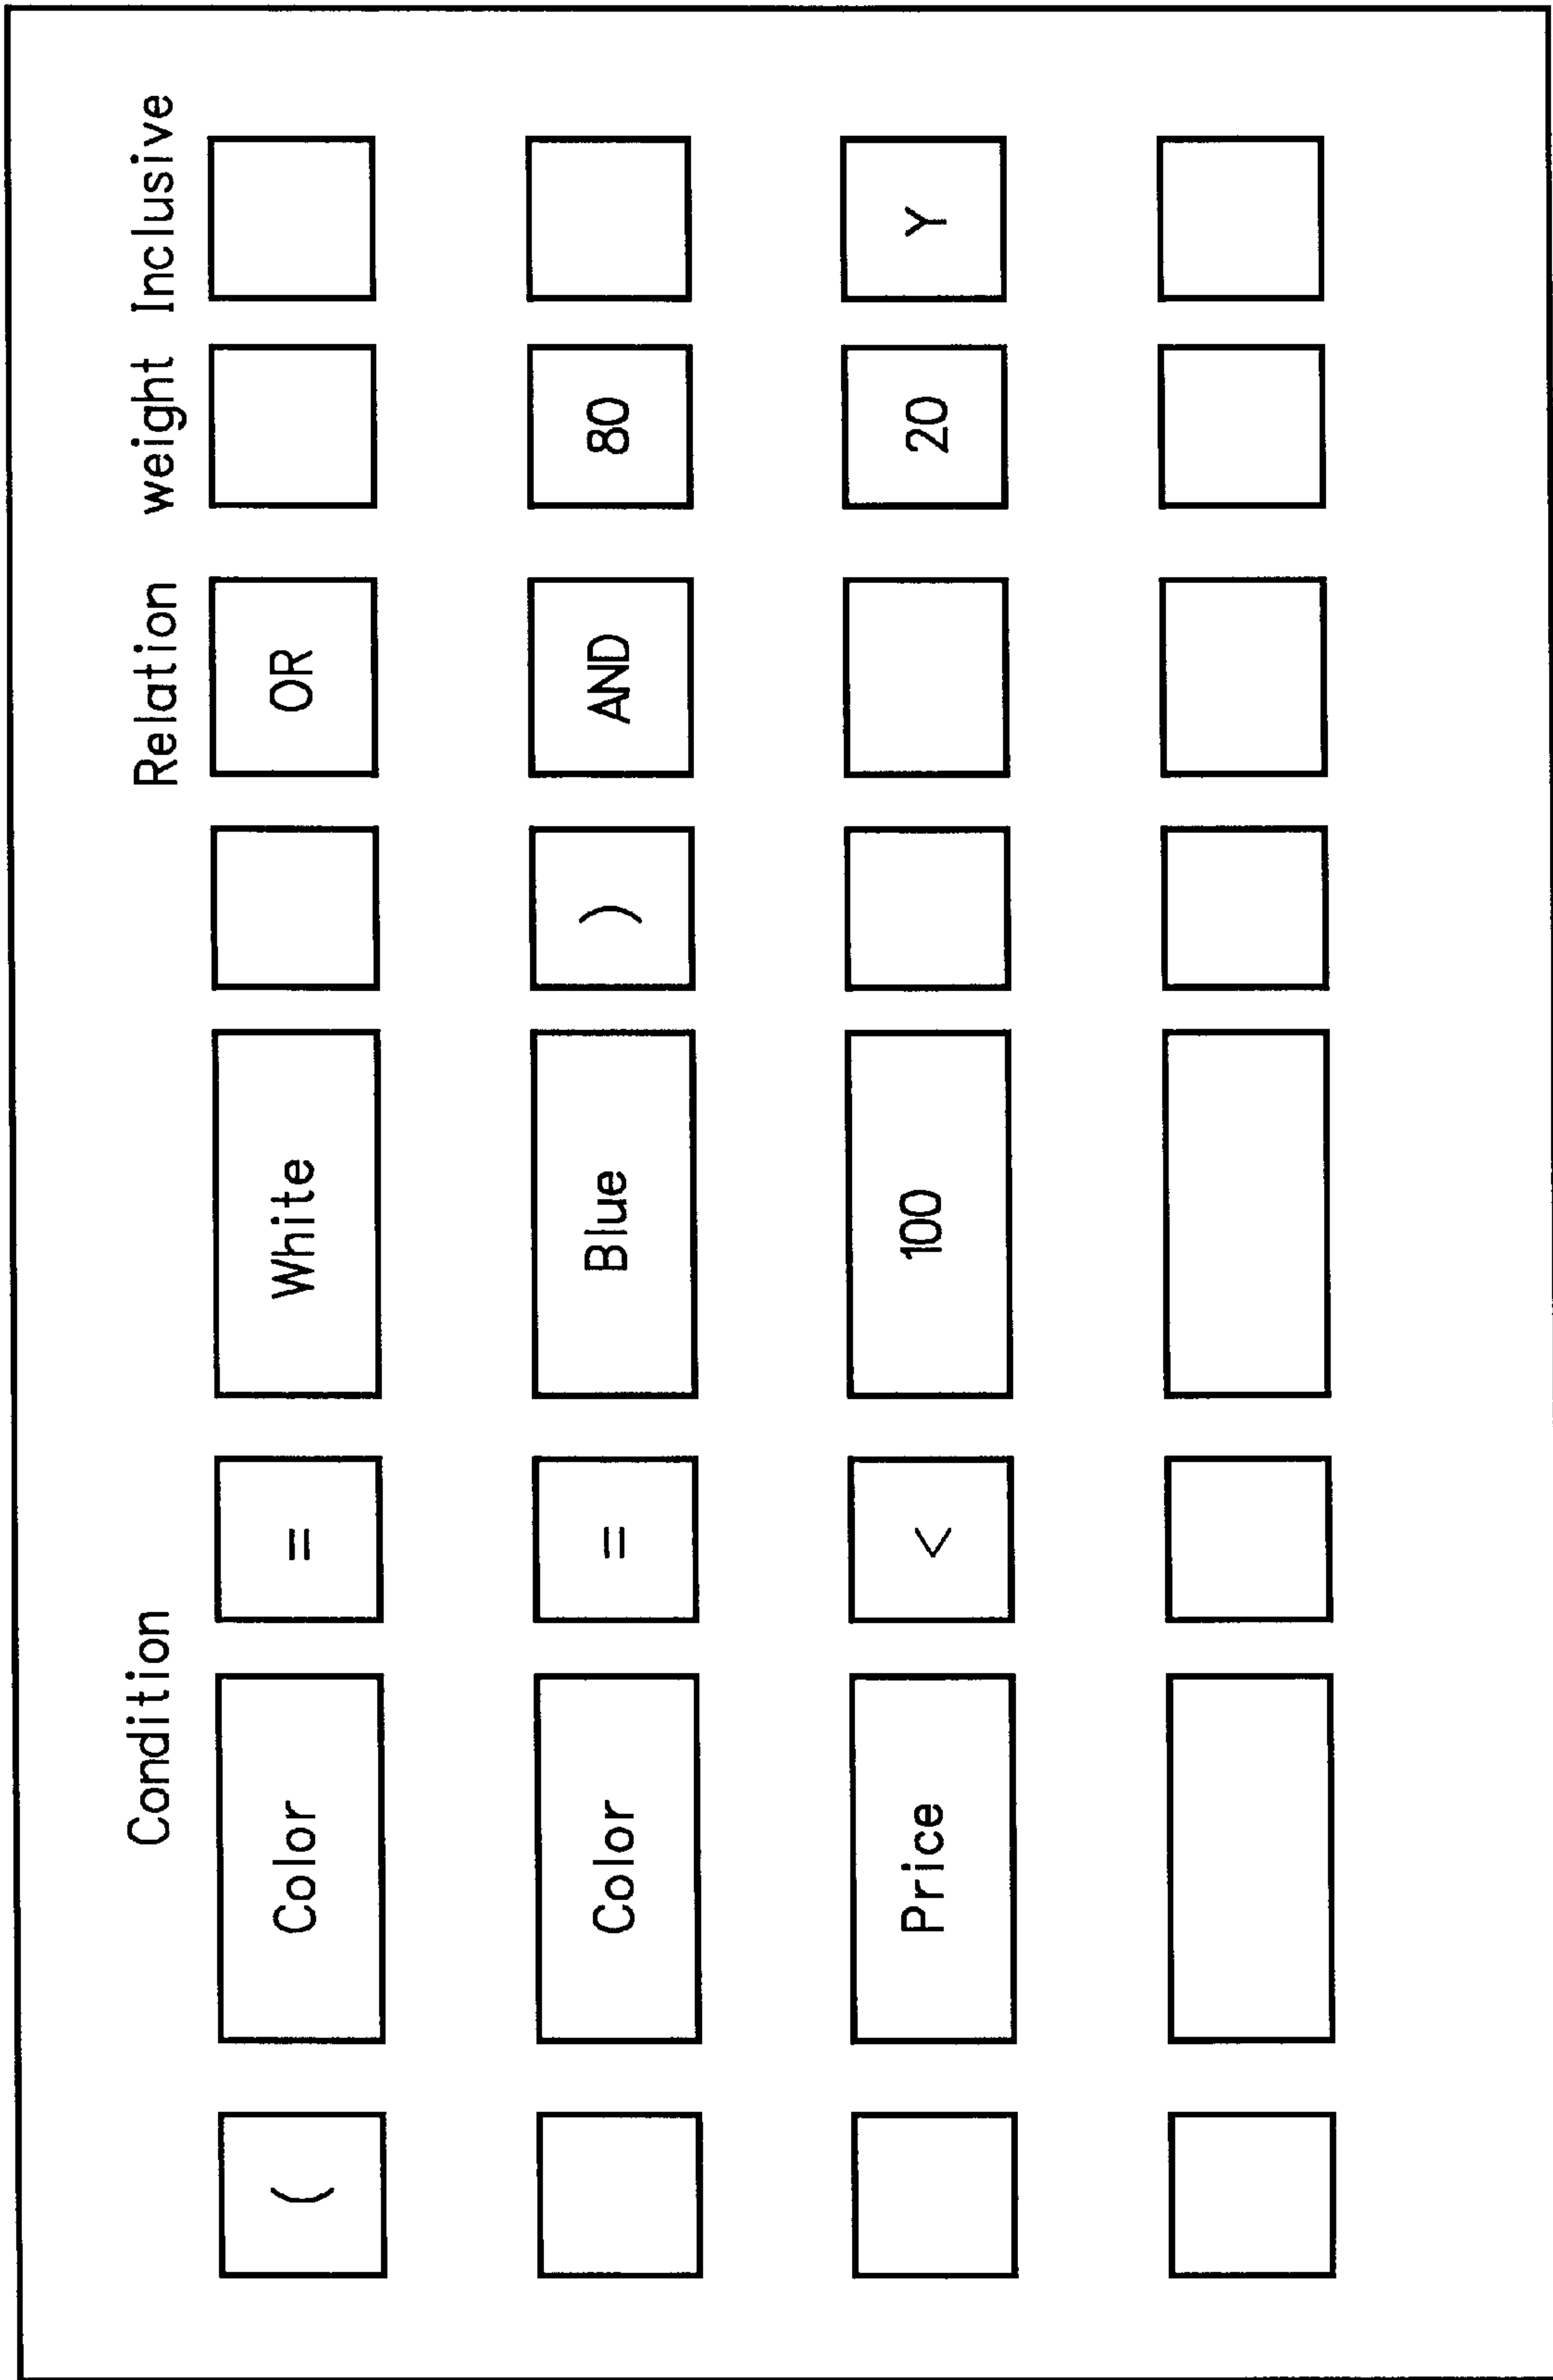 Condition Relation weight Inclusive
( Color = White OR
Color = Blue ) AND 80
Price < 100 20 Y